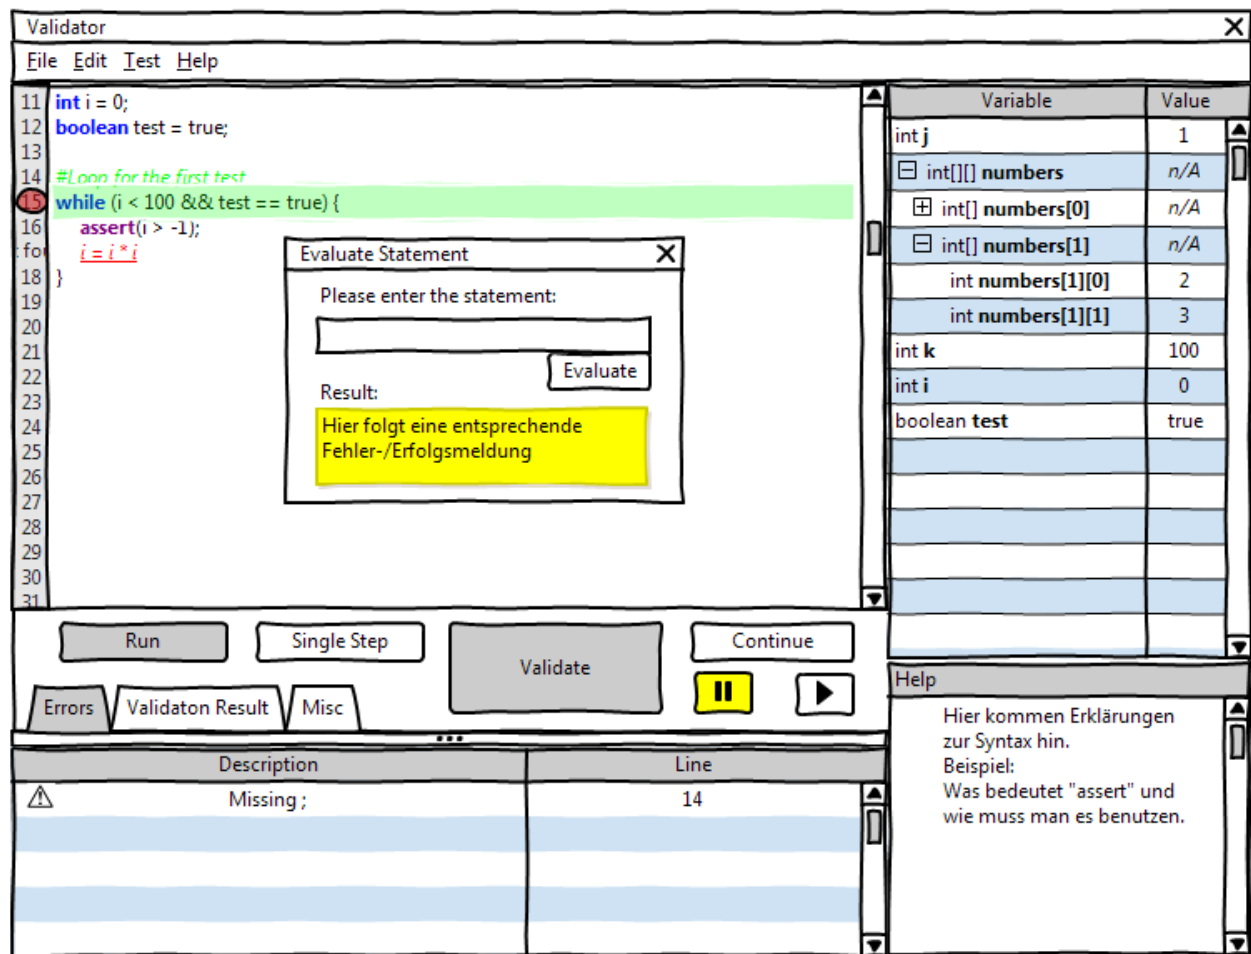 Validator
File Edit Test Help
11 int i = 0;
12 boolean test = true;
13
14 #Loop for the first test
15 while (i < 100 && test == true) {
16 assert(i > -1);
i = i * i
18 }
19
20
21
22
23
24
25
26
27
28
29
30
31
Evaluate Statement
Please enter the statement:
Evaluate
Result:
Hier folgt eine entsprechende
Fehler-/Erfolgsmeldung
Variable Value
int j 1
int[][] numbers n/A
int[] numbers[0] n/A
int[] numbers[1] n/A
int numbers[1][0] 2
int numbers[1][1] 3
int k 100
int i 0
boolean test true
Run Single Step Validate Continue
Errors Validaton Result Misc
Description Line
Missing ; 14
Help
Hier kommen Erklärungen
zur Syntax hin.
Beispiel:
Was bedeutet "assert" und
wie muss man es benutzen.